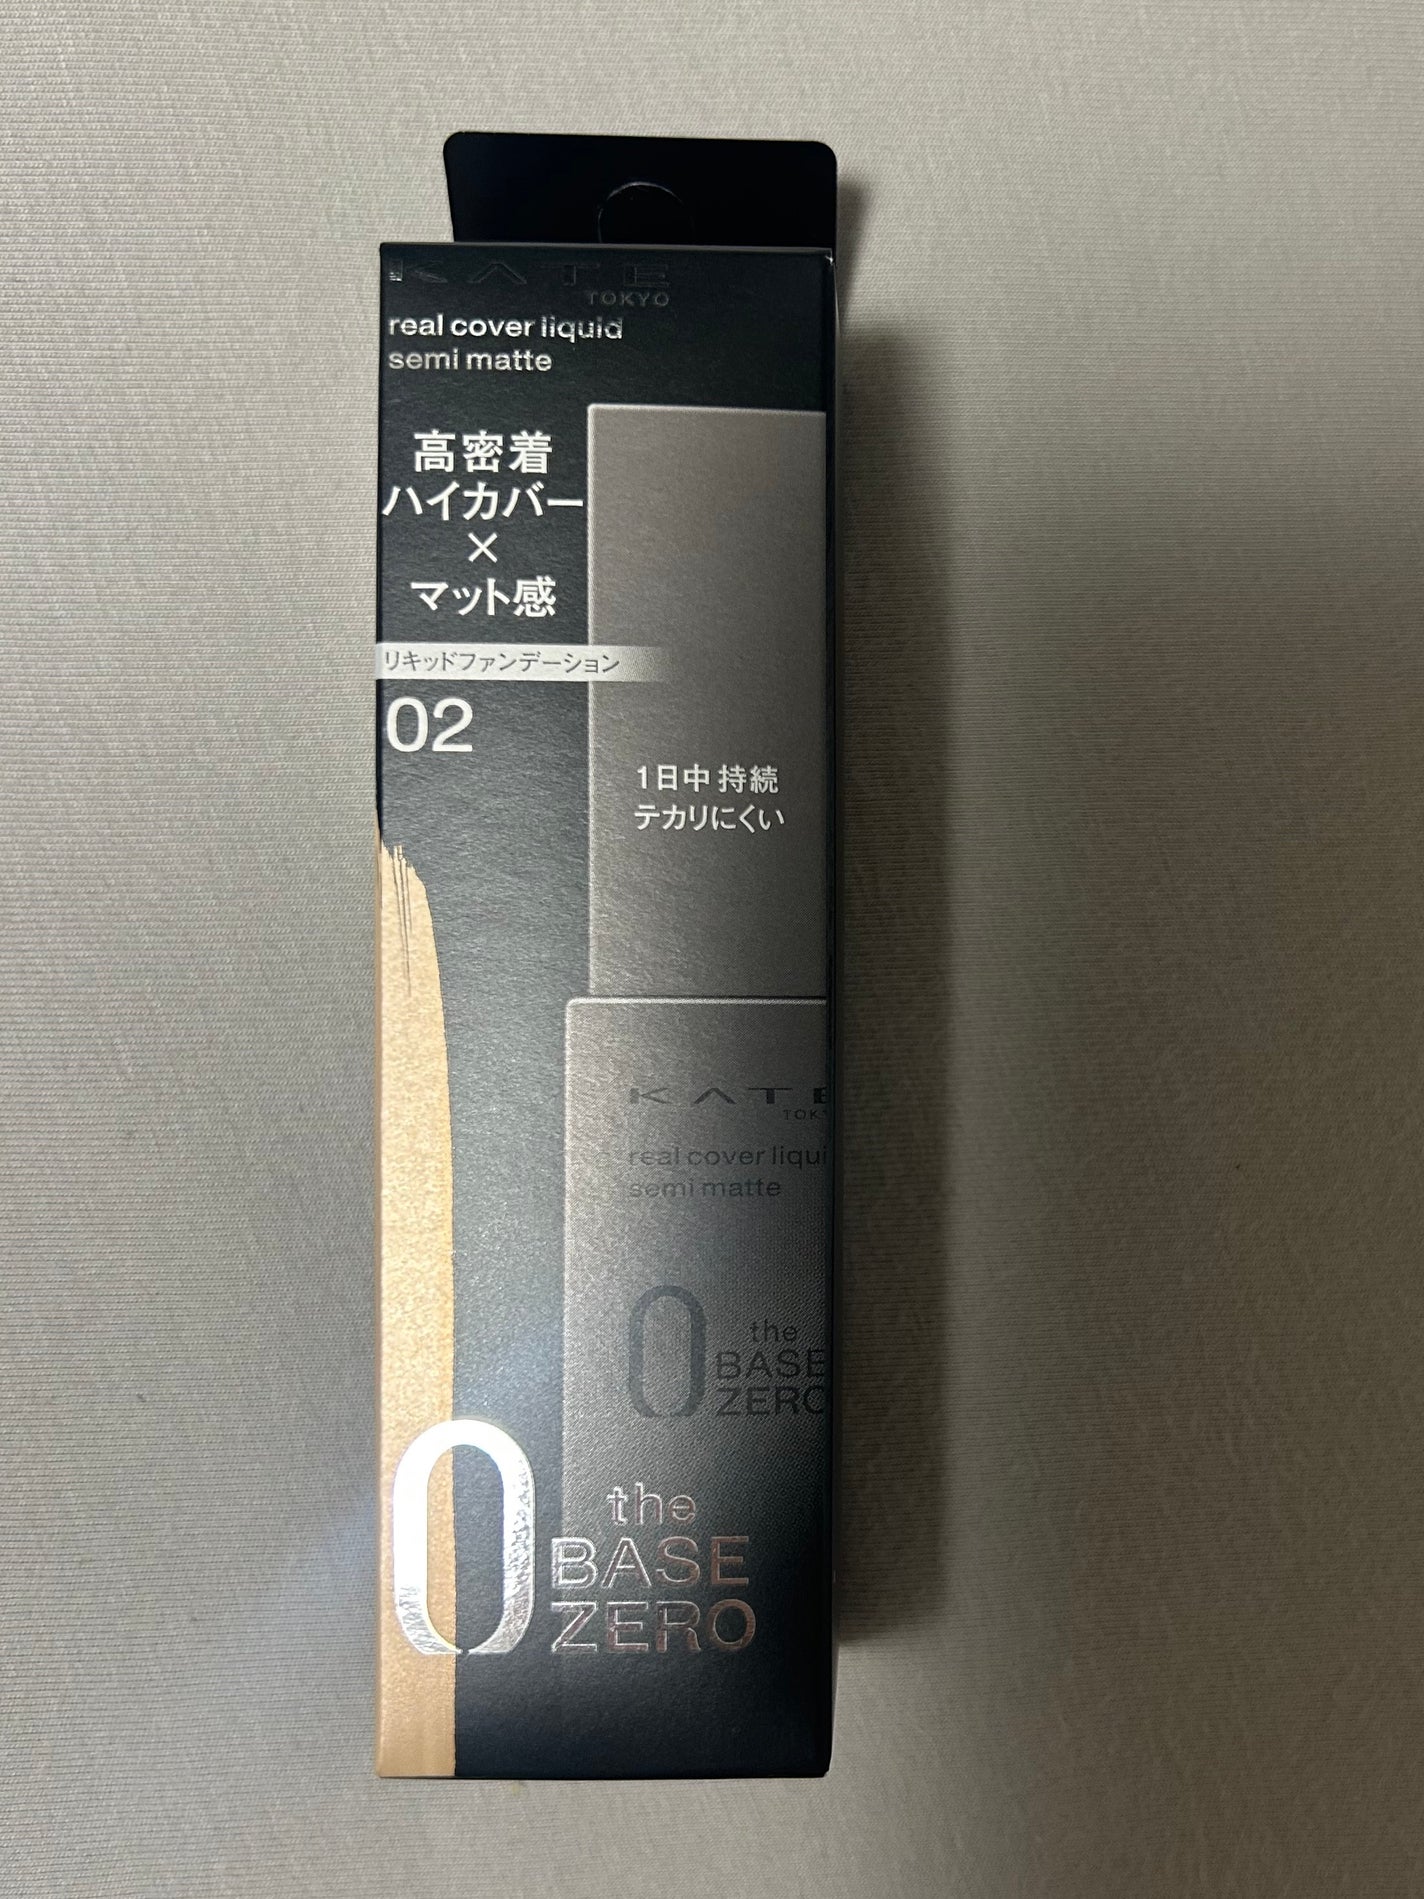 KATE
TOKYO
real cover liquid
semi matte
高密着
ハイカバー
×
マット感
リキッドファンデーション
02
1日中 持続
テカリにくい
KATE
TOKY
real cover liqui
semi matte
0
the
BASE
ZERO
0
the
BASE
ZERO